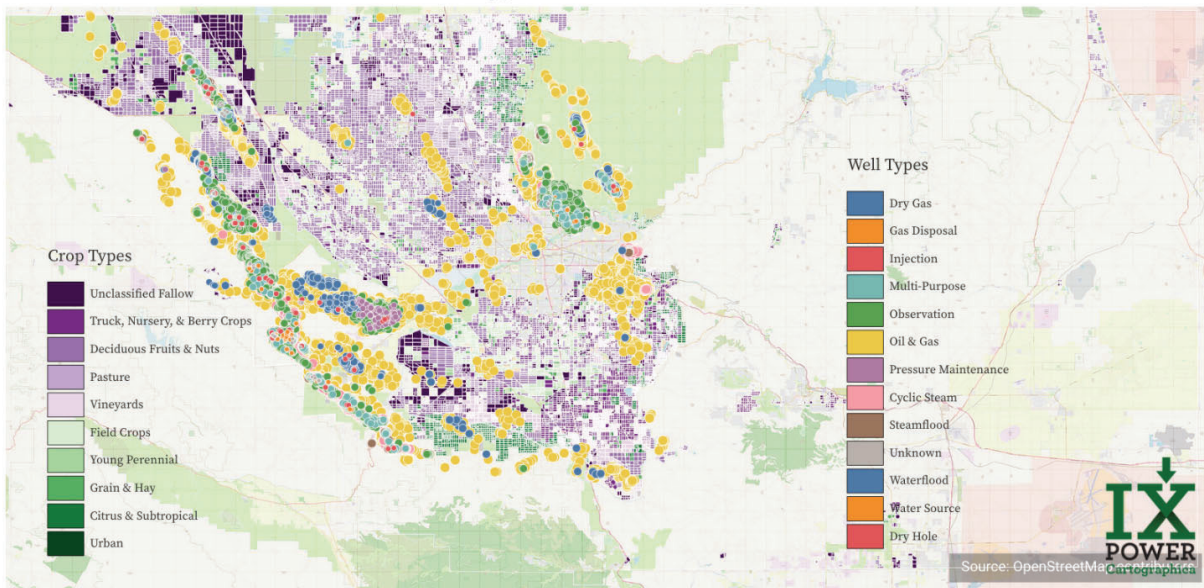 Crop Types
Unclassified Fallow
Truck, Nursery, & Berry Crops
Deciduous Fruits & Nuts
Pasture
Vineyards
Field Crops
Young Perennial
Grain & Hay
Citrus & Subtropical
Urban
Well Types
Dry Gas
Gas Disposal
Injection
Multi-Purpose
Observation
Oil & Gas
Pressure Maintenance
Cyclic Steam
Steamflood
Unknown
Waterflood
Water Source
Dry Hole
IX
POWER
Cartographica
Source: OpenStreetMap contributors